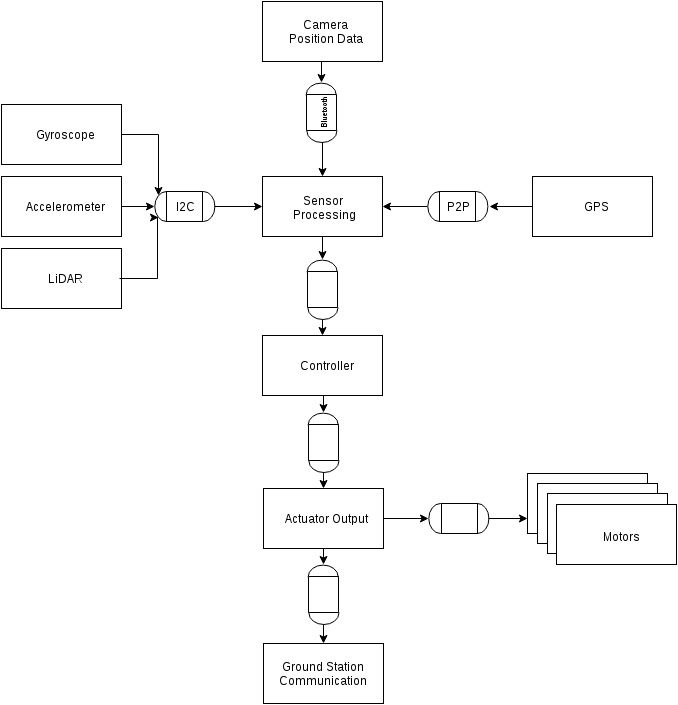 Camera
Position Data
Bluetooth
Gyroscope
Accelerometer
I2C
Sensor
Processing
P2P
GPS
LiDAR
Controller
Actuator Output
Motors
Ground Station
Communication